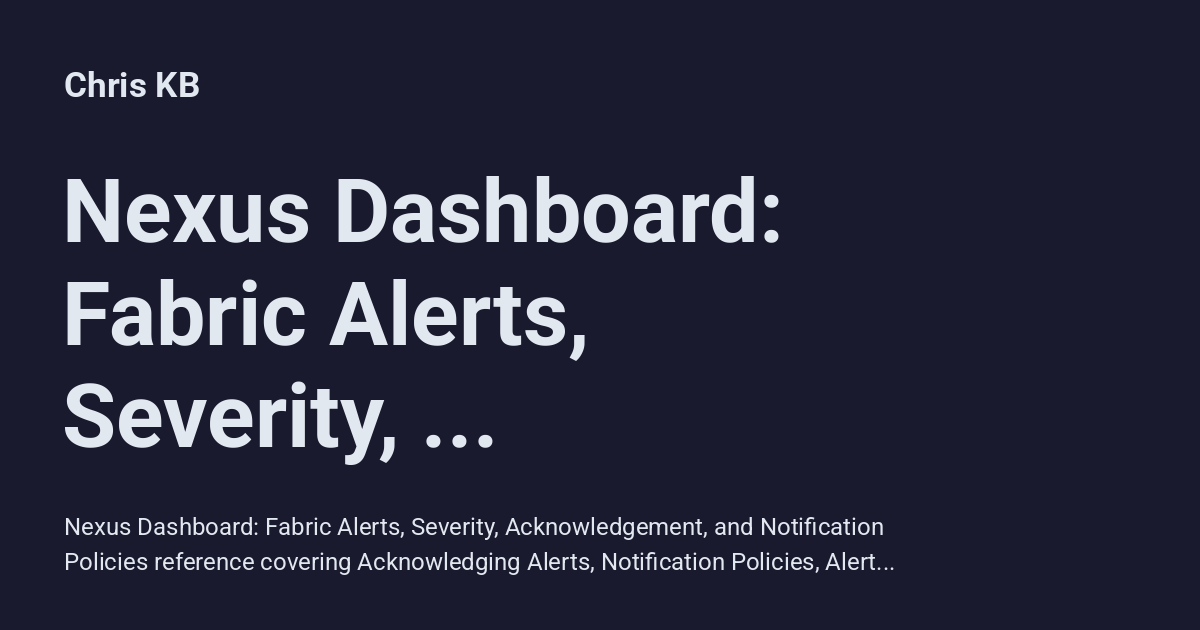 Chris KB
Nexus Dashboard:
Fabric Alerts,
Severity, ...
Nexus Dashboard: Fabric Alerts, Severity, Acknowledgement, and Notification
Policies reference covering Acknowledging Alerts, Notification Policies, Alert...